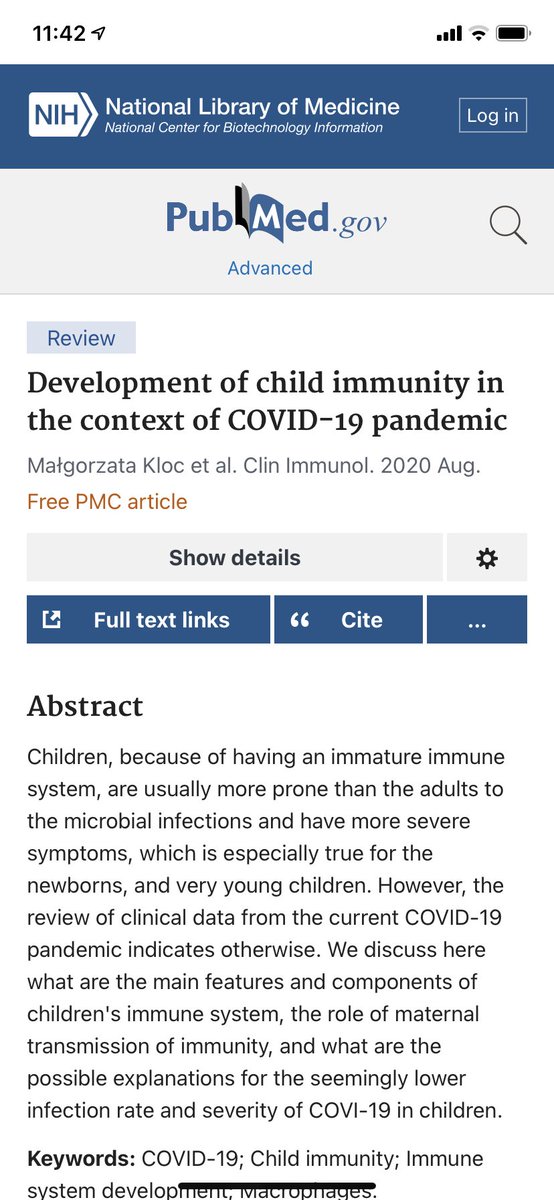 11:42
NIH National Library of Medicine
National Center for Biotechnology Information
Log in
PubMed.gov
Advanced
Review
Development of child immunity in
the context of COVID-19 pandemic
Małgorzata Kloc et al. Clin Immunol. 2020 Aug.
Free PMC article
Show details
Full text links
Cite
...
Abstract
Children, because of having an immature immune
system, are usually more prone than the adults to
the microbial infections and have more severe
symptoms, which is especially true for the
newborns, and very young children. However, the
review of clinical data from the current COVID-19
pandemic indicates otherwise. We discuss here
what are the main features and components of
children's immune system, the role of maternal
transmission of immunity, and what are the
possible explanations for the seemingly lower
infection rate and severity of COVI-19 in children.
Keywords: COVID-19; Child immunity; Immune
system development; Macrophages.